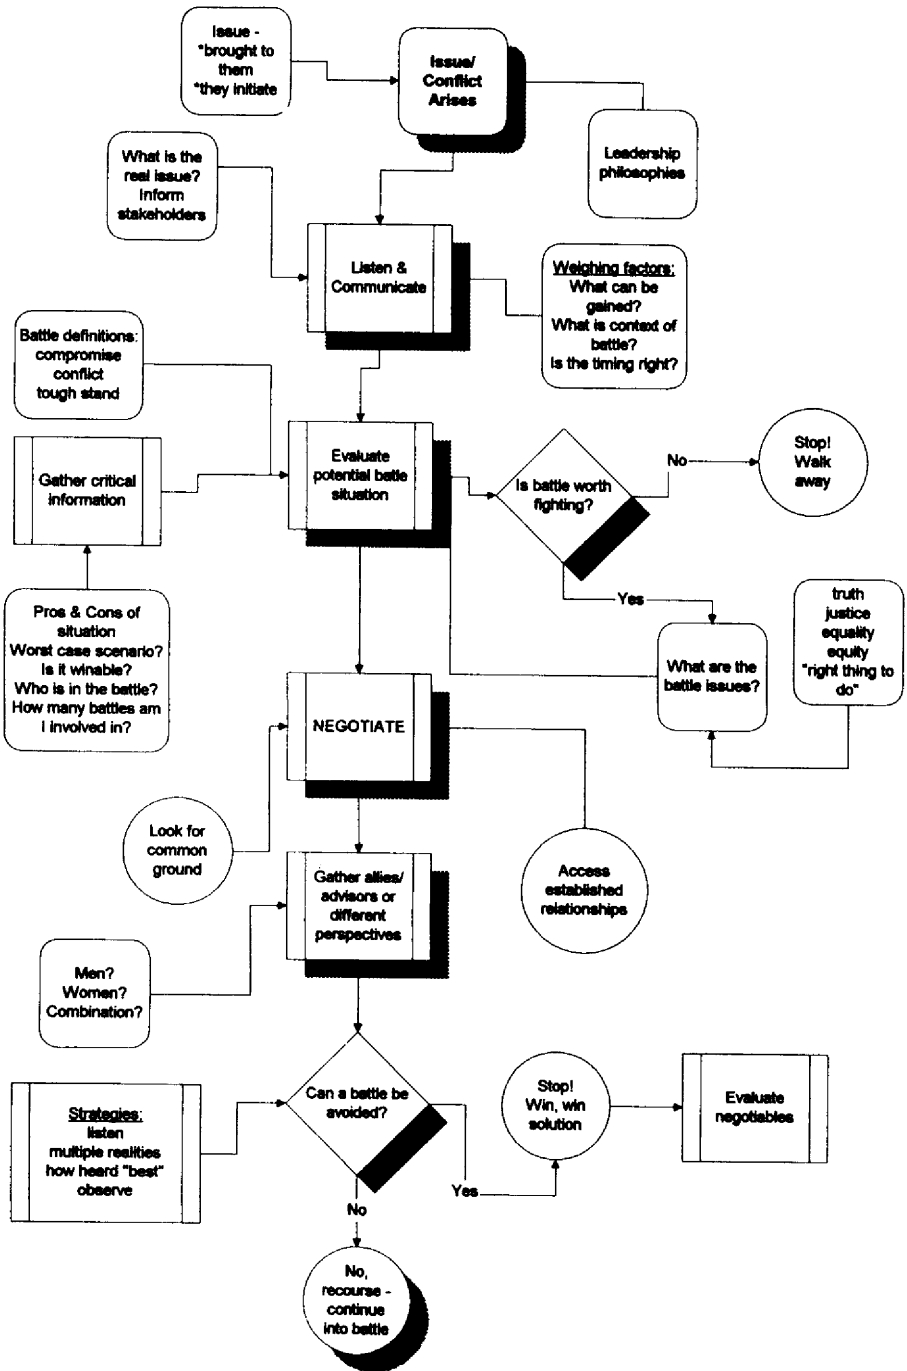 Issue -
*brought to
them
*they initiate
Issue/
Conflict
Arises
Leadership
philosophies
What is the
real issue?
Inform
stakeholders
Listen &
Communicate
Weighing factors:
What can be
gained?
What is context of
battle?
Is the timing right?
Battle definitions:
compromise
conflict
tough stand
Gather critical
information
Evaluate
potential battle
situation
Is battle worth
fighting?
No
Stop!
Walk
away
Yes
Pros & Cons of
situation
Worst case scenario?
Is it winable?
Who is in the battle?
How many battles am
I involved in?
What are the
battle issues?
truth
justice
equality
equity
"right thing to
do"
NEGOTIATE
Look for
common
ground
Access
established
relationships
Gather allies/
advisors or
different
perspectives
Men?
Women?
Combination?
Can a battle be
avoided?
Strategies:
listen
multiple realities
how heard "best"
observe
Yes
Stop!
Win, win
solution
Evaluate
negotiables
No
No,
recourse -
continue
into battle